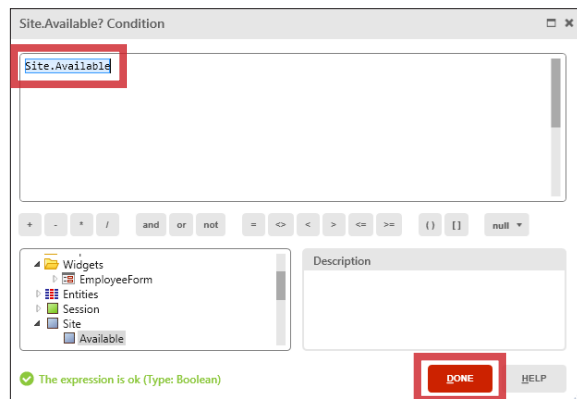 Site.Available? Condition
Site.Available
+ - * / and or not = <> < > <= >= () [] null
Widgets
EmployeeForm
Entities
Session
Site
Available
Description
The expression is ok (Type: Boolean)
DONE HELP